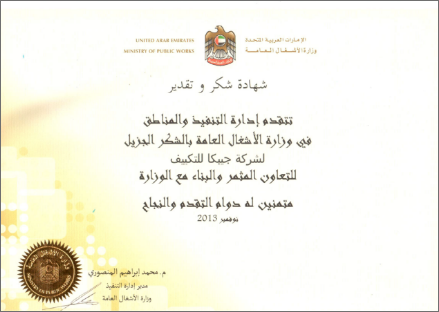 UNITED ARAB EMIRATES
MINISTRY OF PUBLIC WORKS
الإمارات العربية المتحدة
وزارة الأشغال العامة
شهادة شكر و تقدير
تتقدم إدارة التنفيذ والمناطق
في وزارة الأشغال العامة بالشكر الجزيل
لشركة جيبكا للتكييف
للتعاون المثمر والبناء مع الوزارة
متمنين له دوام التقدم والنجاح
نوفمبر 2013
م. محمد إبراهيم المنصوري
مدير إدارة التنفيذ
وزارة الأشغال العامة